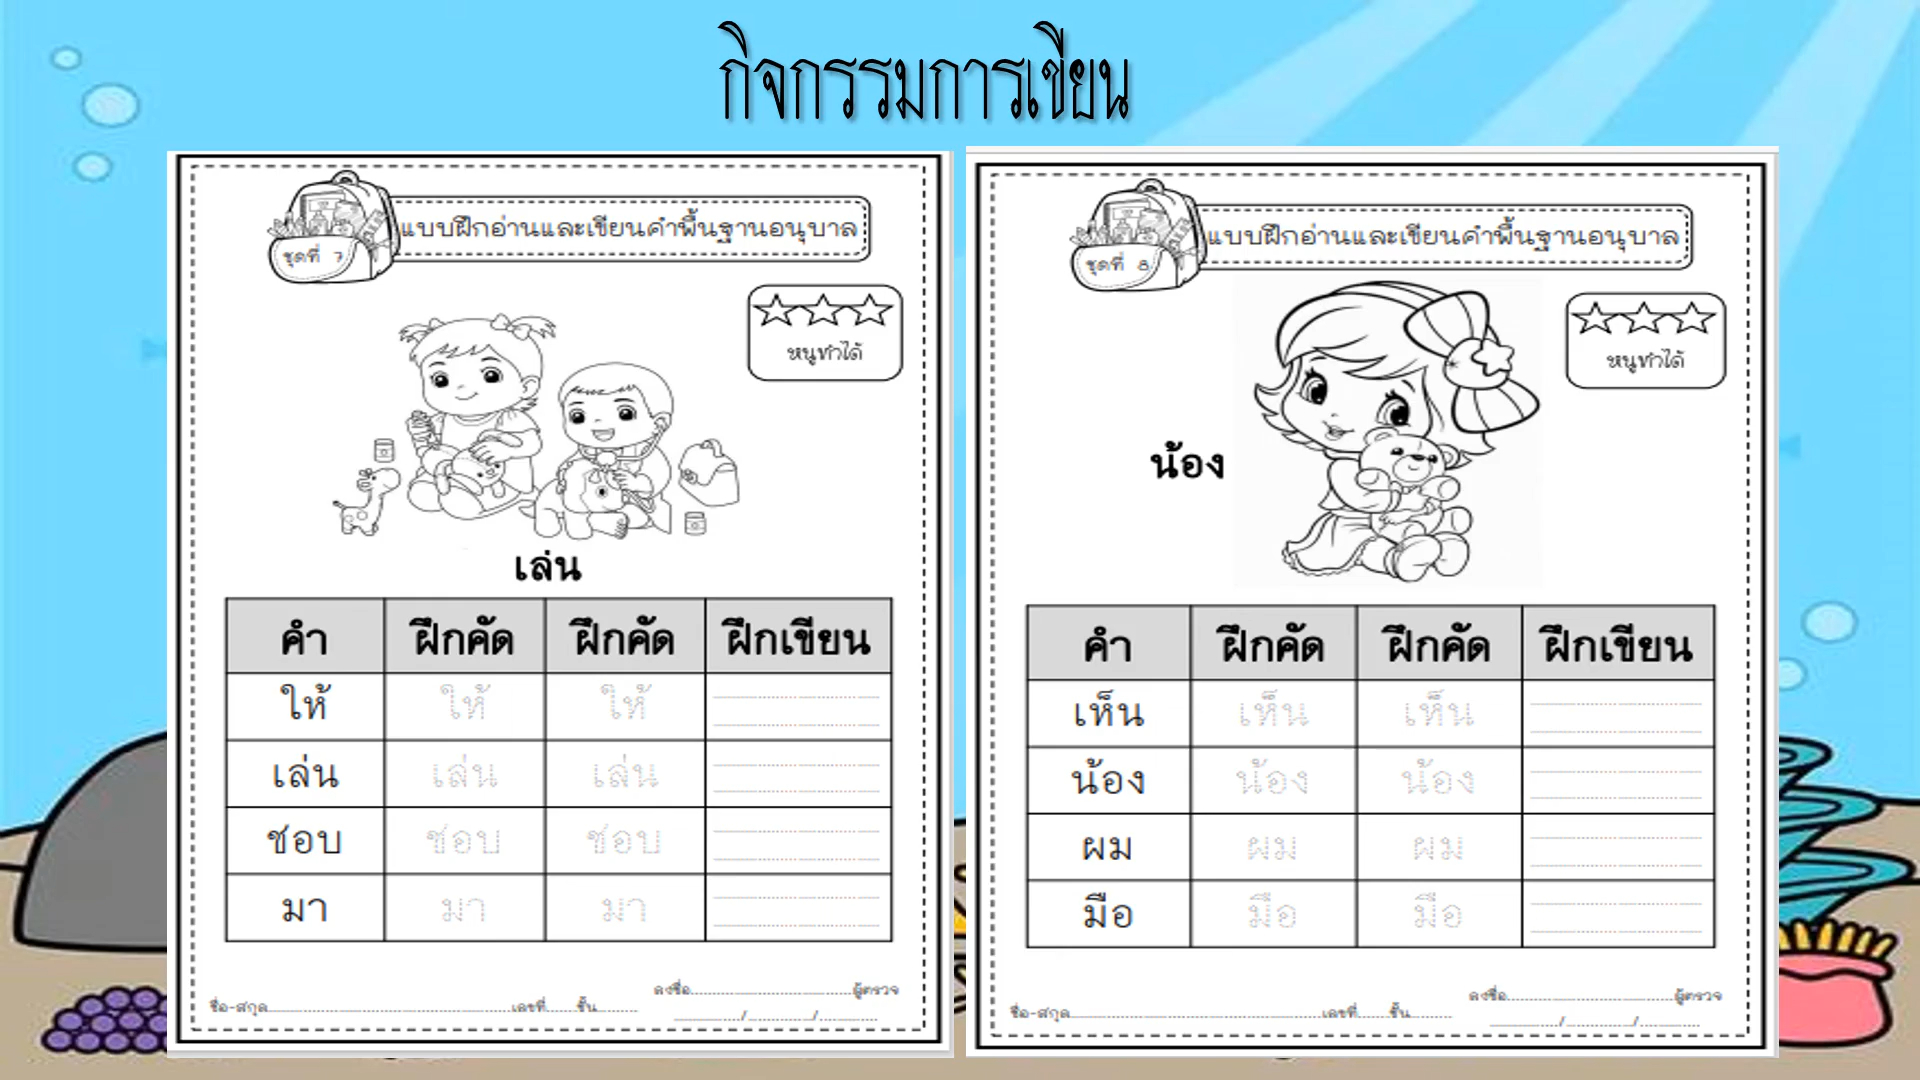 กิจกรรมการเขียน
แบบฝึกอ่านและเขียนคำพื้นฐานอนุบาล
ชุดที่ 7
หนูทำได้
เล่น
คำ ฝึกคัด ฝึกคัด ฝึกเขียน
ให้ ให้ ให้
เล่น เล่น เล่น
ชอบ ชอบ ชอบ
มา มา มา
ลงชื่อ........................................ผู้ตรวจ
ชื่อ-สกุล............................................................เลขที่.......ชั้น..........
................/................/...............
แบบฝึกอ่านและเขียนคำพื้นฐานอนุบาล
ชุดที่ 8
หนูทำได้
น้อง
คำ ฝึกคัด ฝึกคัด ฝึกเขียน
เห็น เห็น เห็น
น้อง น้อง น้อง
ผม ผม ผม
มือ มือ มือ
ลงชื่อ........................................ผู้ตรวจ
ชื่อ-สกุล............................................................เลขที่.......ชั้น..........
................/................/...............